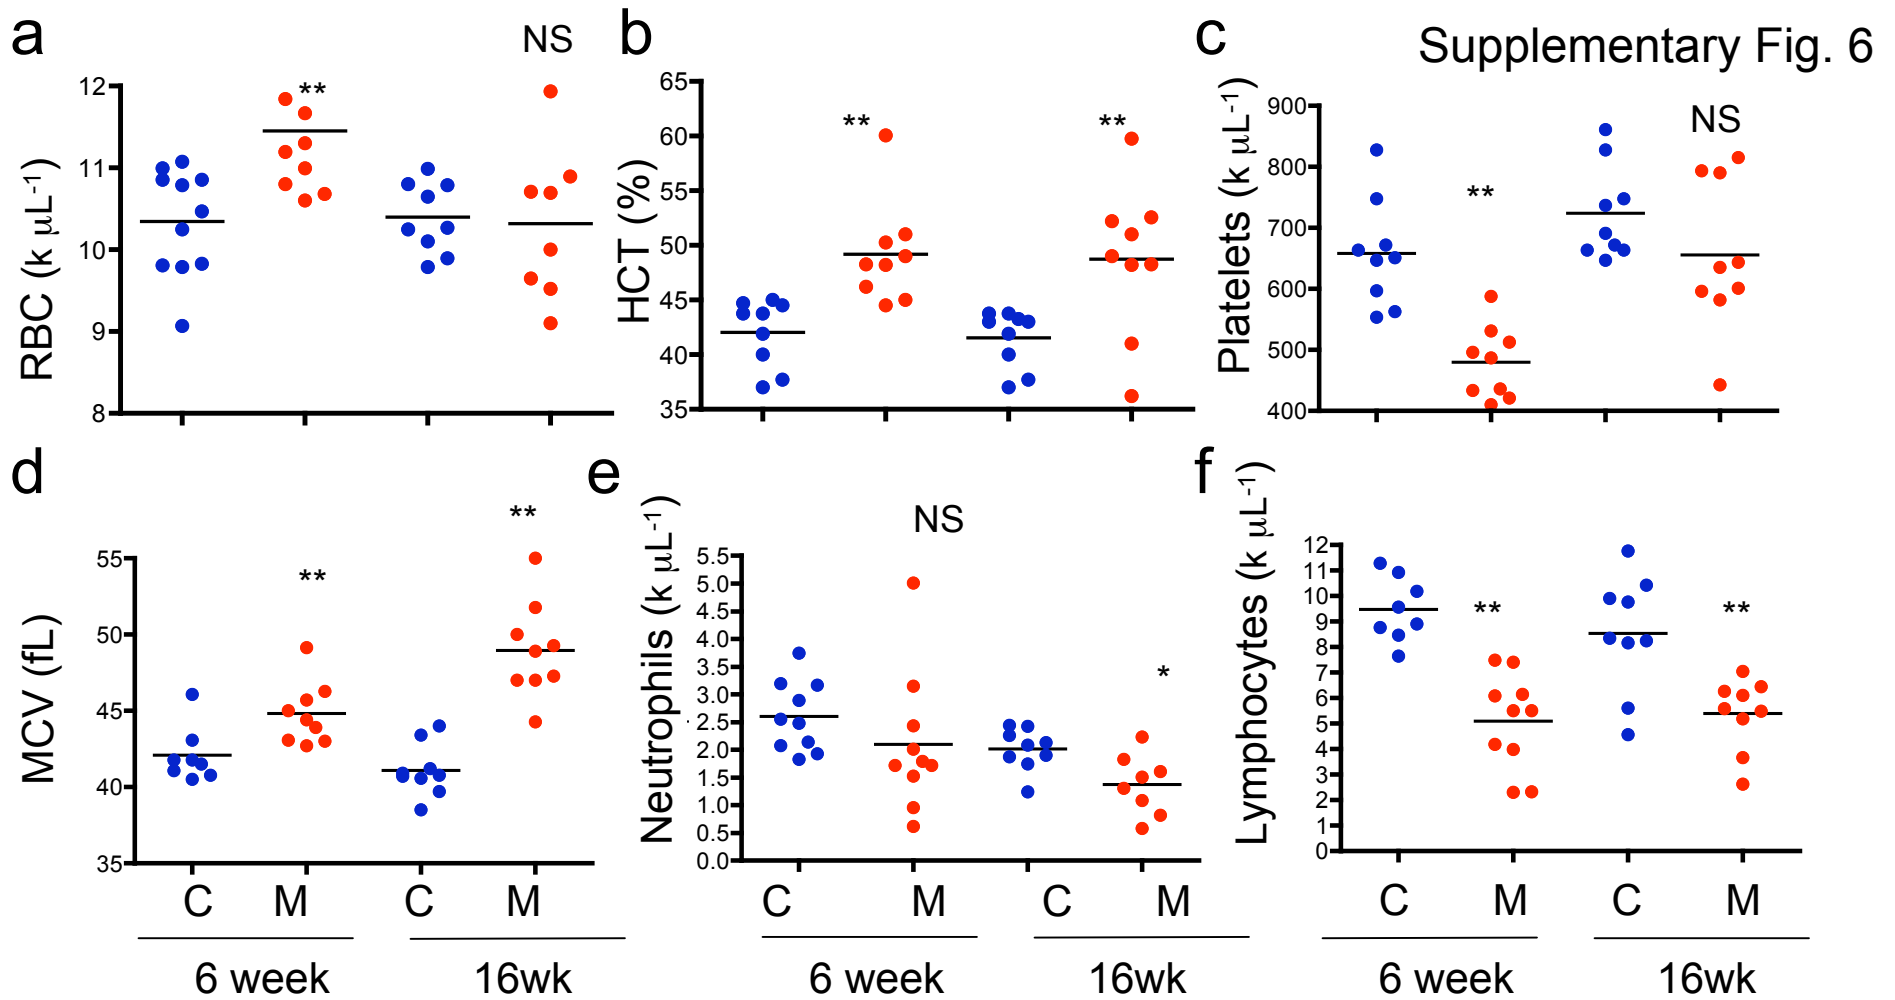 a
NS
b
c
Supplementary Fig. 6
RBC (k μL-1)
12
11
10
9
8
**
HCT (%)
65
60
55
50
45
40
35
**
**
Platelets (k μL-1)
900
800
700
600
500
400
**
NS
d
e
f
MCV (fL)
55
50
45
40
35
**
**
C M C M
6 week 16wk
Neutrophils (k μL-1)
5.5
5.0
4.5
4.0
3.5
3.0
2.5
2.0
1.5
1.0
0.5
0.0
NS
*
C M C M
6 week 16wk
Lymphocytes (k μL-1)
12
11
10
9
8
7
6
5
4
3
2
1
0
**
**
C M C M
6 week 16wk